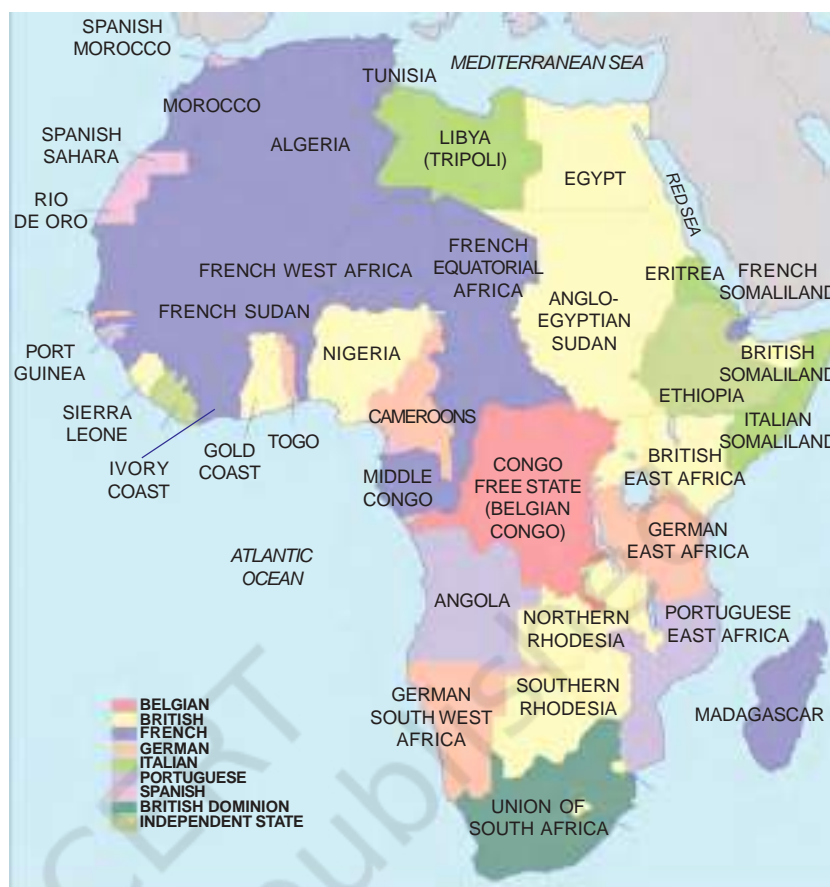 SPANISH
MOROCCO
MEDITERRANEAN SEA
TUNISIA
MOROCCO
ALGERIA
LIBYA
(TRIPOLI)
SPANISH
SAHARA
EGYPT
RED SEA
RIO
DE ORO
FRENCH WEST AFRICA
FRENCH
EQUATORIAL
AFRICA
ERITREA
FRENCH
SOMALILAND
FRENCH SUDAN
ANGLO-
EGYPTIAN
SUDAN
PORT
GUINEA
NIGERIA
BRITISH
SOMALILAND
ETHIOPIA
SIERRA
LEONE
CAMEROONS
ITALIAN
SOMALILAND
IVORY
COAST
GOLD
COAST
TOGO
MIDDLE
CONGO
CONGO
FREE STATE
(BELGIAN
CONGO)
BRITISH
EAST AFRICA
GERMAN
EAST AFRICA
ATLANTIC
OCEAN
ANGOLA
NORTHERN
RHODESIA
PORTUGUESE
EAST AFRICA
GERMAN
SOUTH WEST
AFRICA
SOUTHERN
RHODESIA
MADAGASCAR
UNION OF
SOUTH AFRICA
BELGIAN
BRITISH
FRENCH
GERMAN
ITALIAN
PORTUGUESE
SPANISH
BRITISH DOMINION
INDEPENDENT STATE